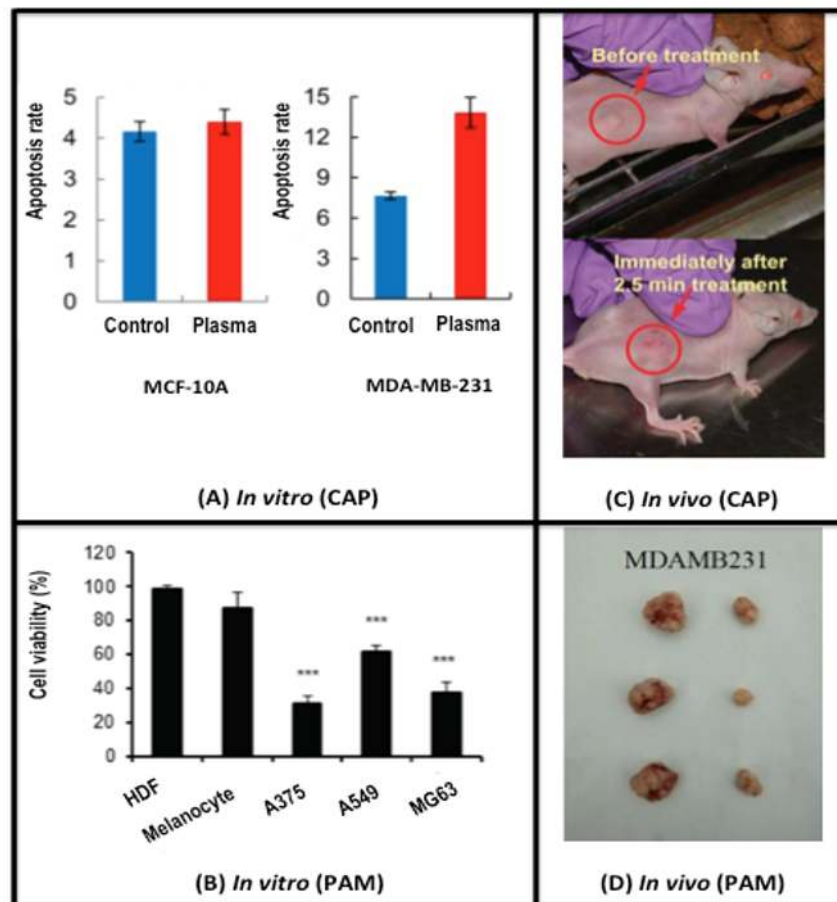 Apoptosis rate
5
4
3
2
1
0
Control Plasma
MCF-10A
Apoptosis rate
15
12
9
6
3
0
Control Plasma
MDA-MB-231
(A) In vitro (CAP)
Before treatment
Immediately after
2.5 min treatment
(C) In vivo (CAP)
Cell viability (%)
120
100
80
60
40
20
0
***
***
***
HDF
Melanocyte
A375
A549
MG63
(B) In vitro (PAM)
MDAMB231
(D) In vivo (PAM)